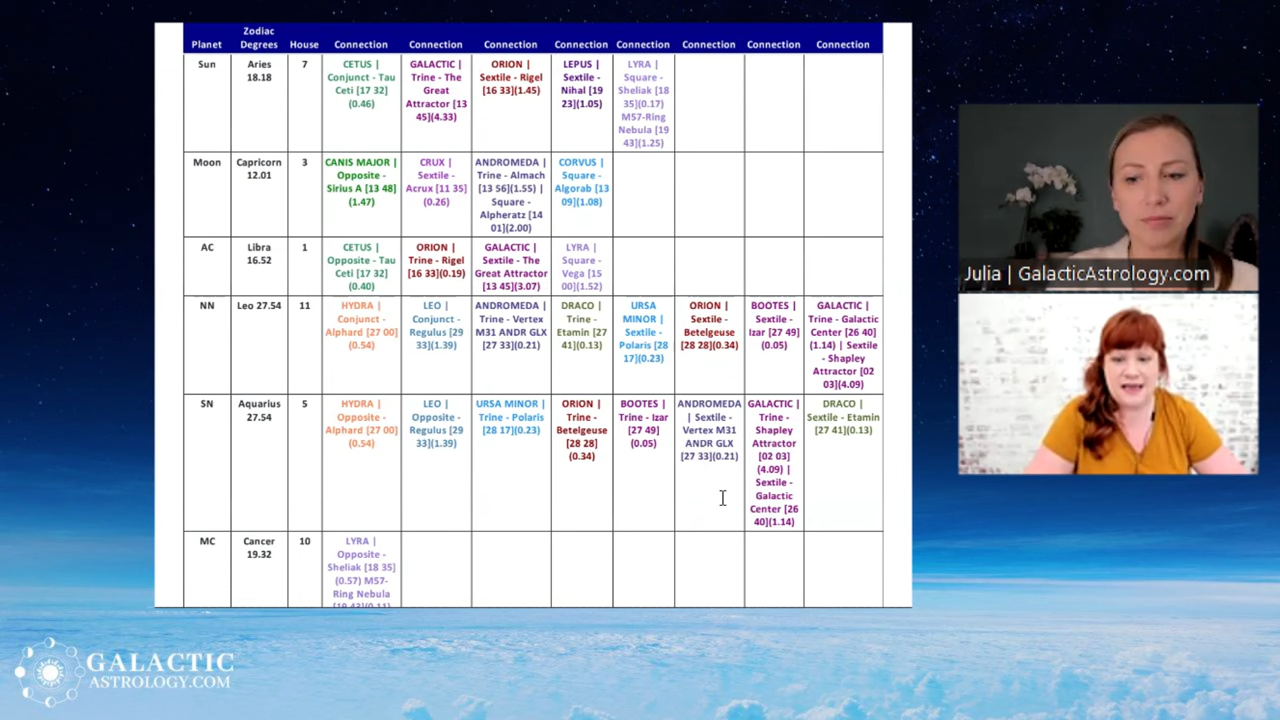 Planet
Zodiac
Degrees
House
Connection
Connection
Connection
Connection
Connection
Connection
Connection
Connection
Sun
Aries
18.18
7
CETUS |
Conjunct - Tau
Ceti [17 32]
(0.46)
GALACTIC |
Trine - The
Great
Attractor [13
45](4.33)
ORION |
Sextile - Rigel
[16 33](1.45)
LEPUS |
Sextile -
Nihal [19
23](1.05)
LYRA |
Square -
Sheliak [18
35](0.17)
M57-Ring
Nebula [19
43](1.25)
Moon
Capricorn
12.01
3
CANIS MAJOR |
Opposite -
Sirius A [13 48]
(1.47)
CRUX |
Sextile -
Acrux [11 35]
(0.26)
ANDROMEDA |
Trine - Almach
[13 56](1.55) |
Square -
Alpheratz [14
01](2.00)
CORVUS |
Square -
Algorab [13
09](1.08)
AC
Libra
16.52
1
CETUS |
Opposite - Tau
Ceti [17 32]
(0.40)
ORION |
Trine - Rigel
[16 33](0.19)
GALACTIC |
Sextile - The
Great Attractor
[13 45](3.07)
LYRA |
Square -
Vega [15
00](1.52)
NN
Leo 27.54
11
HYDRA |
Conjunct -
Alphard [27 00]
(0.54)
LEO |
Conjunct -
Regulus [29
33](1.39)
ANDROMEDA |
Trine - Vertex
M31 ANDR GLX
[27 33](0.21)
DRACO |
Trine -
Etamin [27
41](0.13)
URSA
MINOR |
Sextile -
Polaris [28
17](0.23)
ORION |
Sextile -
Betelgeuse
[28 28](0.34)
BOOTES |
Sextile -
Izar [27 49]
(0.05)
GALACTIC |
Trine - Galactic
Center [26 40]
(1.14) | Sextile
- Shapley
Attractor [02
03](4.09)
SN
Aquarius
27.54
5
HYDRA |
Opposite -
Alphard [27 00]
(0.54)
LEO |
Opposite -
Regulus [29
33](1.39)
URSA MINOR |
Trine - Polaris
[28 17](0.23)
ORION |
Trine -
Betelgeuse
[28 28]
(0.34)
BOOTES |
Trine - Izar
[27 49]
(0.05)
ANDROMEDA
| Sextile -
Vertex M31
ANDR GLX
[27 33](0.21)
GALACTIC |
Trine -
Shapley
Attractor
[02 03]
(4.09) |
Sextile -
Galactic
Center [26
40](1.14)
DRACO |
Sextile - Etamin
[27 41](0.13)
MC
Cancer
19.32
10
LYRA |
Opposite -
Sheliak [18 35]
(0.57) M57-
Ring Nebula
[19 43](0.11)
Julia | GalacticAstrology.com
GALACTIC
ASTROLOGY.COM